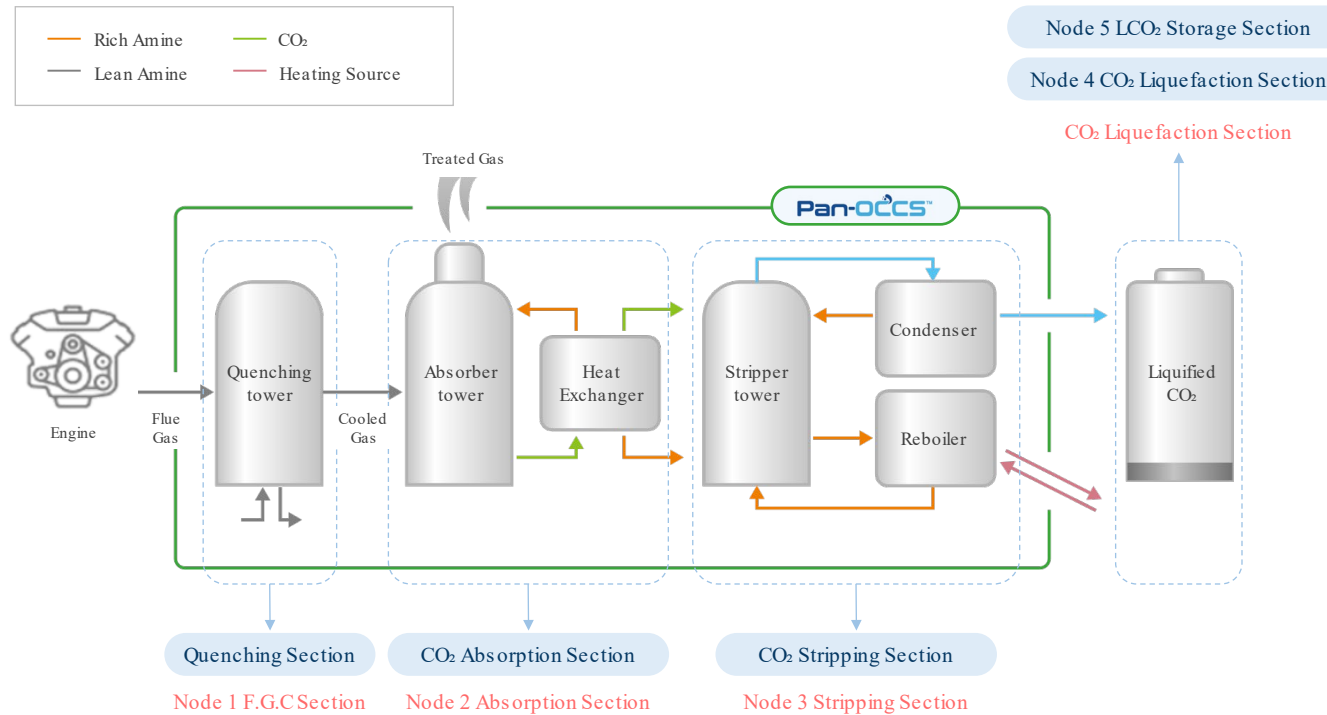 Rich Amine
CO₂
Lean Amine
Heating Source
Node 5 LCO₂ Storage Section
Node 4 CO₂ Liquefaction Section
CO₂ Liquefaction Section
Treated Gas
Pan-OCCS™
Engine
Flue
Gas
Quenching
tower
Cooled
Gas
Absorber
tower
Heat
Exchanger
Stripper
tower
Condenser
Reboiler
Liquified
CO₂
Quenching Section
CO₂ Absorption Section
CO₂ Stripping Section
Node 1 F.G.C Section
Node 2 Absorption Section
Node 3 Stripping Section